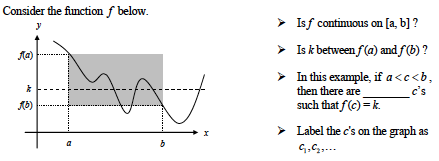 Consider the function f below.
y
f(a)
k
f(b)
a
b
x
➤ Is f continuous on [a, b] ?
➤ Is k between f(a) and f(b) ?
➤ In this example, if a < c < b,
then there are ________ c's
such that f(c) = k.
➤ Label the c's on the graph as
c₁,c₂,…